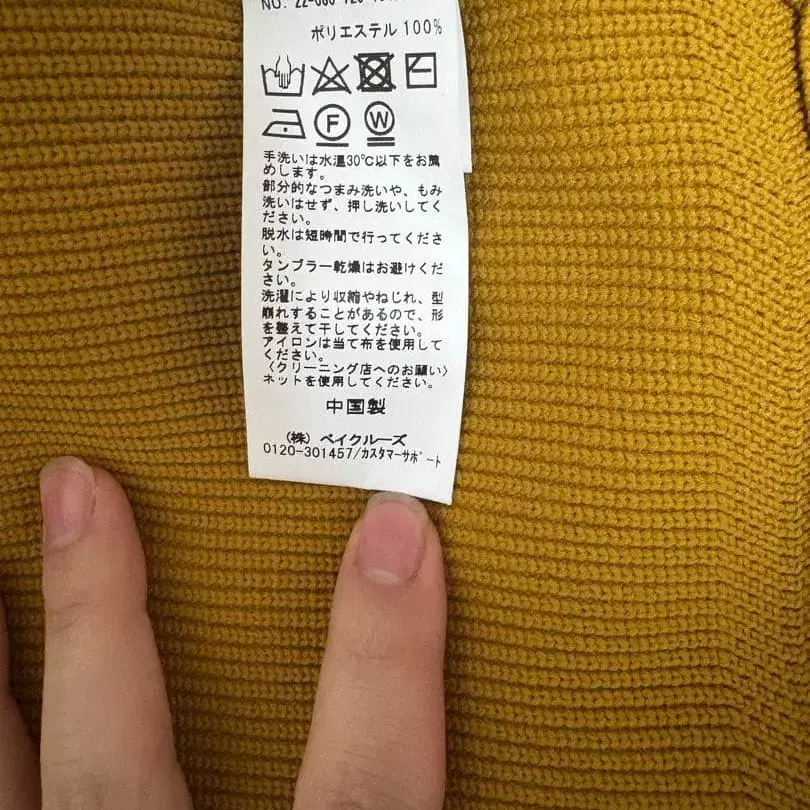 ポリエステル 100%
F W
手洗いは水温30℃以下をお薦
めします。
部分的なつまみ洗いや、もみ
洗いはせず、押し洗いしてく
ださい。
脱水は短時間で行ってくださ
い。
タンブラー乾燥はお避けくだ
さい。
洗濯により収縮やねじれ、型
崩れすることがあるので、形
を整えて干してください。
アイロンは当て布を使用して
ください。
〈クリーニング店へのお願い〉
ネットを使用してください。
中国製
(株) ベイクルーズ
0120-301457/カスタマーサポート